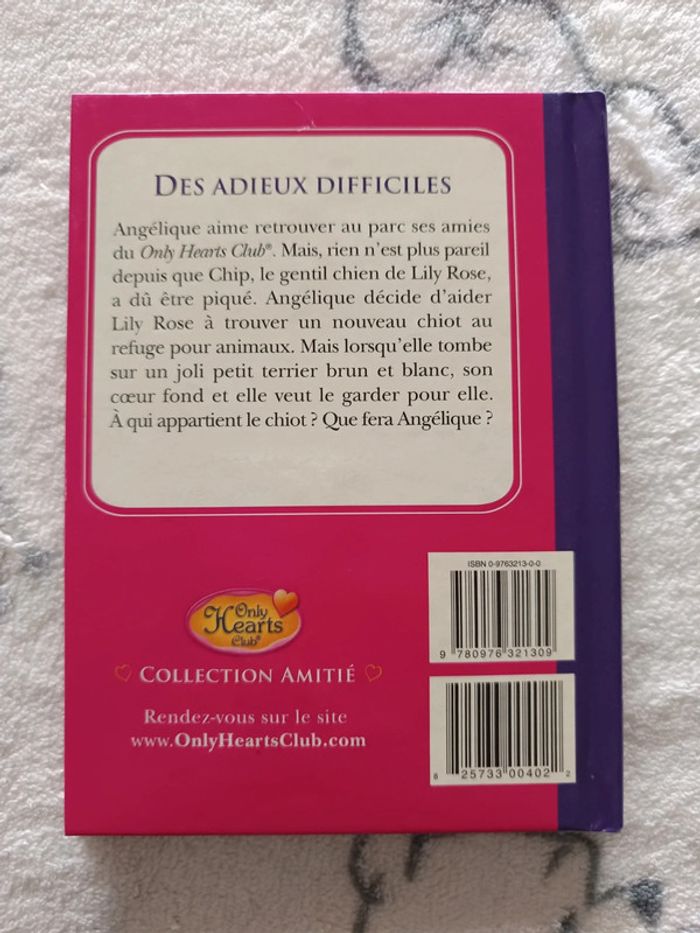 DES ADIEUX DIFFICILES
Angélique aime retrouver au parc ses amies
du Only Hearts Club®. Mais, rien n'est plus pareil
depuis que Chip, le gentil chien de Lily Rose,
a dû être piqué. Angélique décide d'aider
Lily Rose à trouver un nouveau chiot au
refuge pour animaux. Mais lorsqu'elle tombe
sur un joli petit terrier brun et blanc, son
cœur fond et elle veut le garder pour elle.
À qui appartient le chiot ? Que fera Angélique ?
Only
Hearts
Club®
COLLECTION AMITIÉ
Rendez-vous sur le site
www.OnlyHeartsClub.com
ISBN 0-9763213-0-0
9 780976 321309
6 25733 00402 2